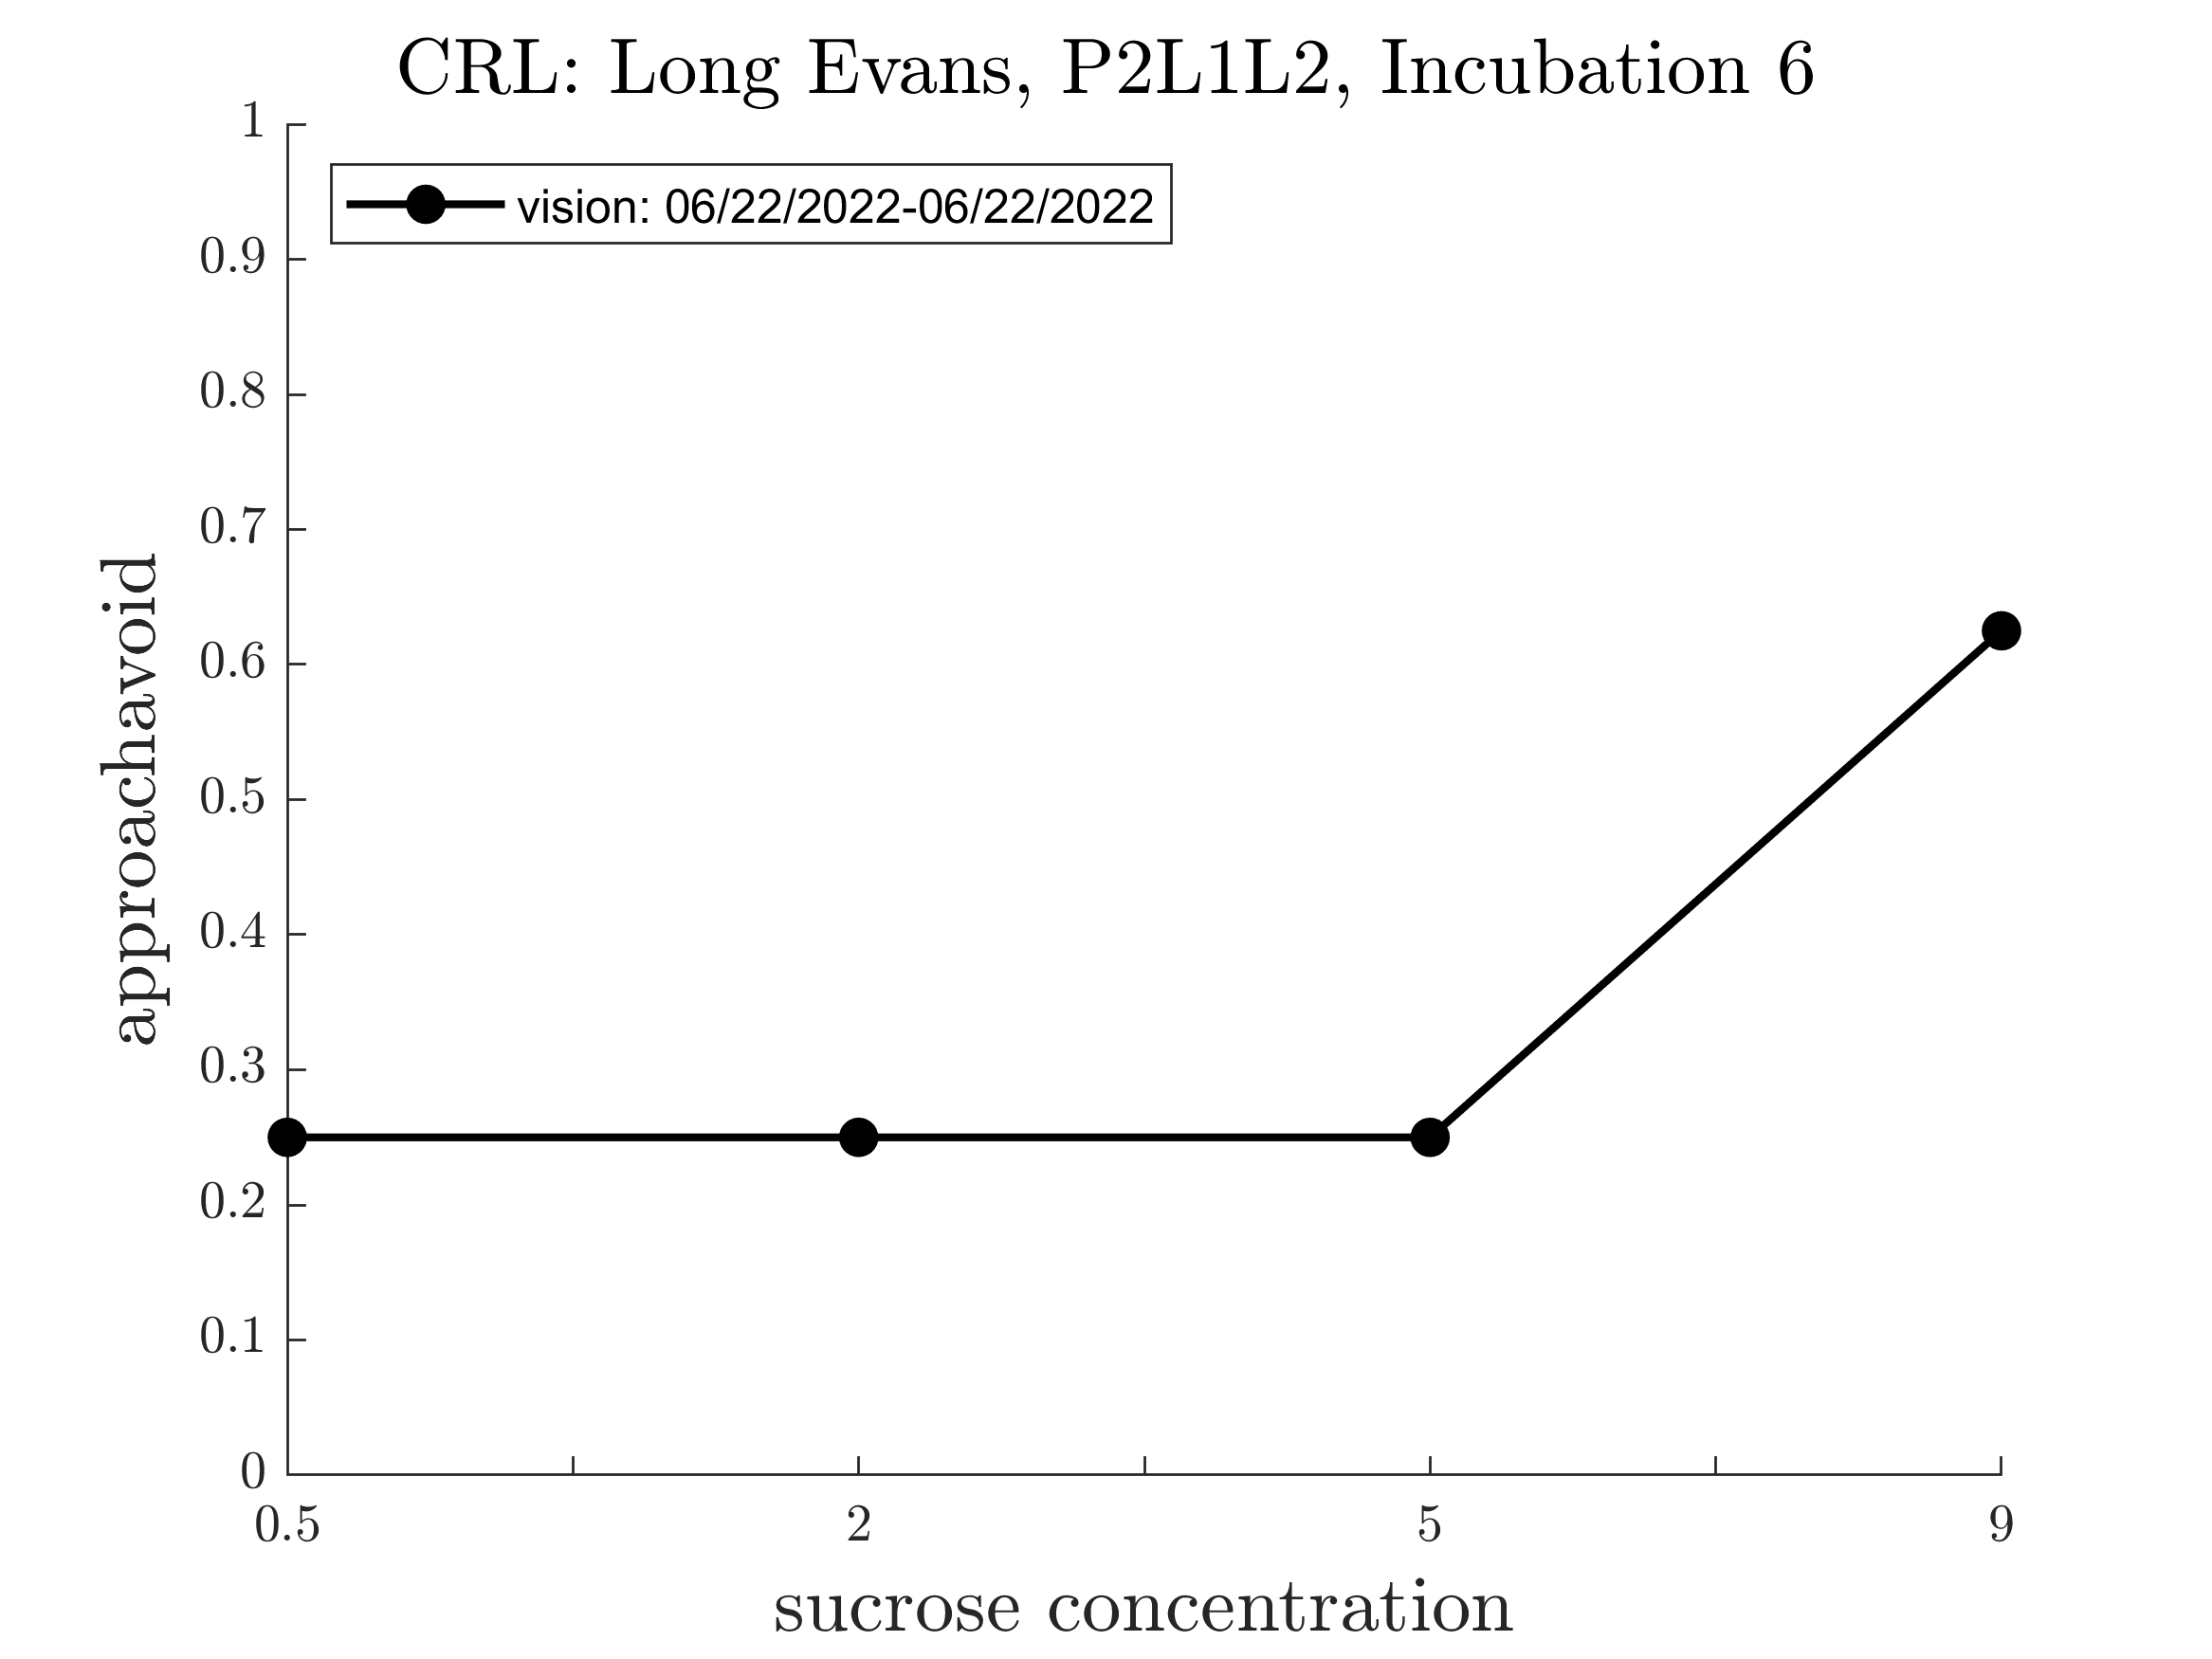 CRL: Long Evans, P2L1L2, Incubation 6
1
vision: 06/22/2022-06/22/2022
0.9
0.8
0.7
0.6
0.5
0.4
0.3
0.2
0.1
0
approachavoid
0.5 2 5 9
sucrose concentration